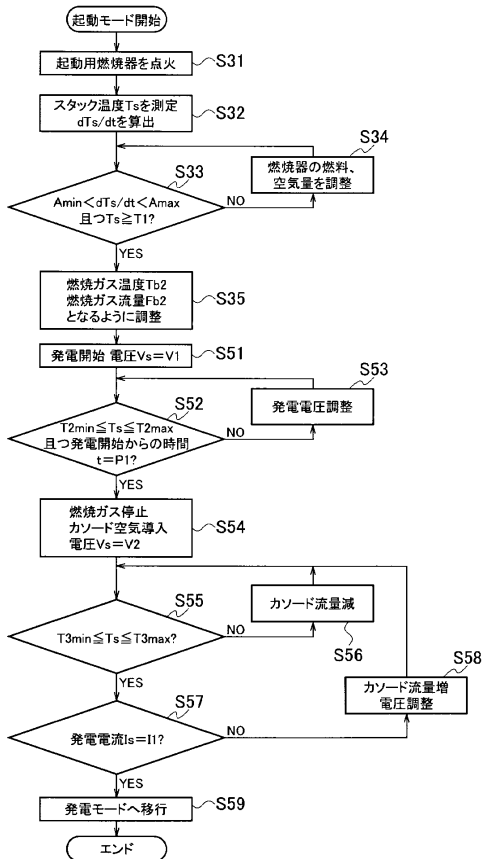 起動モード開始
起動用燃焼器を点火
S31
スタック温度Tsを測定
dTs/dtを算出
S32
S33
Amin＜dTs/dt＜Amax
且つTs≧T1?
NO
YES
S34
燃焼器の燃料、
空気量を調整
燃焼ガス温度Tb2
燃焼ガス流量Fb2
となるように調整
S35
発電開始 電圧Vs＝V1
S51
S52
T2min≦Ts≦T2max
且つ発電開始からの時間
t＝P1?
NO
YES
S53
発電電圧調整
燃焼ガス停止
カソード空気導入
電圧Vs＝V2
S54
S55
T3min≦Ts≦T3max?
NO
YES
カソード流量減
S56
S57
発電電流Is＝I1?
NO
YES
S58
カソード流量増
電圧調整
発電モードへ移行
S59
エンド